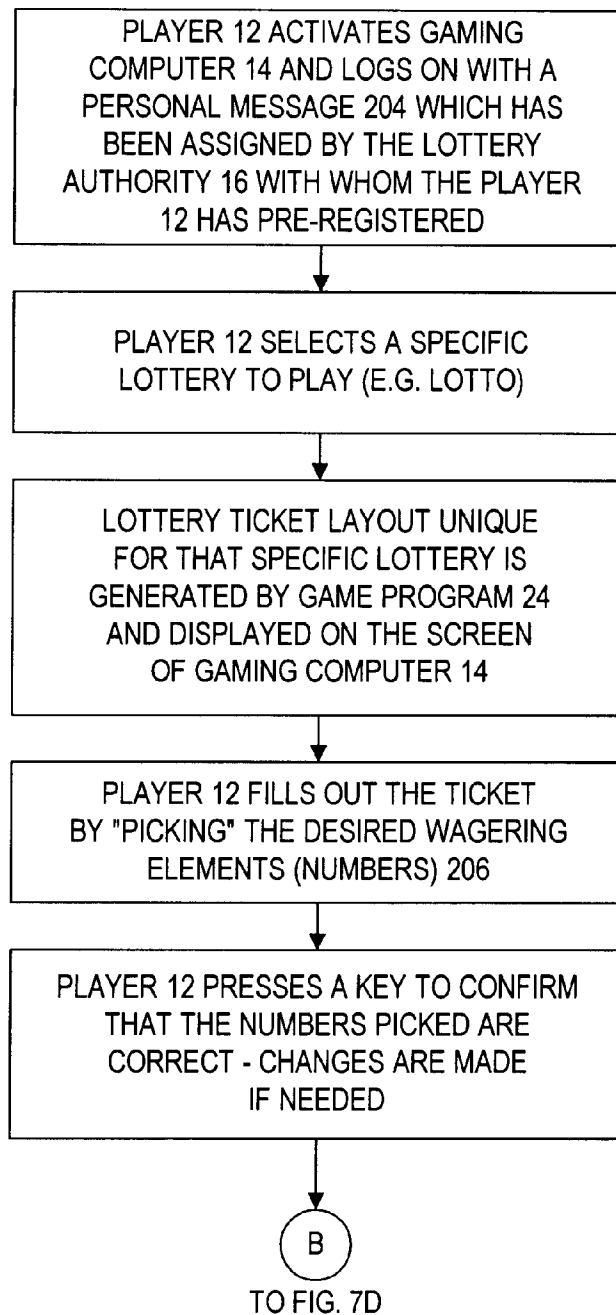 PLAYER 12 ACTIVATES GAMING
COMPUTER 14 AND LOGS ON WITH A
PERSONAL MESSAGE 204 WHICH HAS
BEEN ASSIGNED BY THE LOTTERY
AUTHORITY 16 WITH WHOM THE PLAYER
12 HAS PRE-REGISTERED
PLAYER 12 SELECTS A SPECIFIC
LOTTERY TO PLAY (E.G. LOTTO)
LOTTERY TICKET LAYOUT UNIQUE
FOR THAT SPECIFIC LOTTERY IS
GENERATED BY GAME PROGRAM 24
AND DISPLAYED ON THE SCREEN
OF GAMING COMPUTER 14
PLAYER 12 FILLS OUT THE TICKET
BY "PICKING" THE DESIRED WAGERING
ELEMENTS (NUMBERS) 206
PLAYER 12 PRESSES A KEY TO CONFIRM
THAT THE NUMBERS PICKED ARE
CORRECT - CHANGES ARE MADE
IF NEEDED
B
TO FIG. 7D